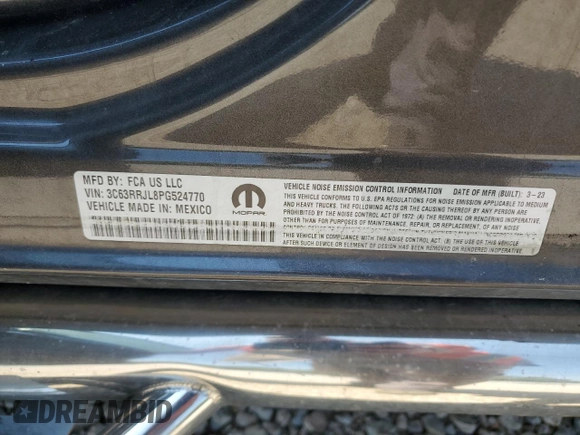 MFD BY: FCA US LLC
VIN: 3C63RRJL8PG524770
VEHICLE MADE IN: MEXICO
MOPAR
VEHICLE NOISE EMISSION CONTROL INFORMATION DATE OF MFR (BUILT): 3-23
THIS VEHICLE CONFORMS TO U.S. EPA REGULATIONS FOR NOISE EMISSION APPLICABLE TO MEDIUM
AND HEAVY TRUCKS. THE FOLLOWING ACTS OR THE CAUSING THEREOF BY ANY PERSON ARE
PROHIBITED BY THE NOISE CONTROL ACT OF 1972: (A) THE REMOVAL OR RENDERING INOPERATIVE,
OTHER THAN FOR PURPOSES OF MAINTENANCE, REPAIR, OR REPLACEMENT, OF ANY NOISE
THIS VEHICLE IN COMPLIANCE WITH THE NOISE CONTROL ACT. (B) THE USE OF THIS VEHICLE AFTER
SUCH DEVICE OR ELEMENT OF DESIGN HAS BEEN REMOVED OR RENDERED INOPERATIVE.
DREAMBID